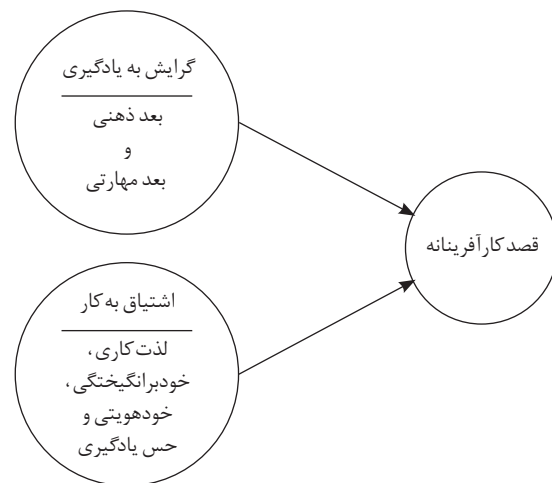 گرایش به یادگیری
بعد ذهنی
و
بعد مهارتی
قصد کارآفرینانه
اشتیاق به کار
لذت کاری،
خودبرانگیختگی،
خودهویتی و
حس یادگیری